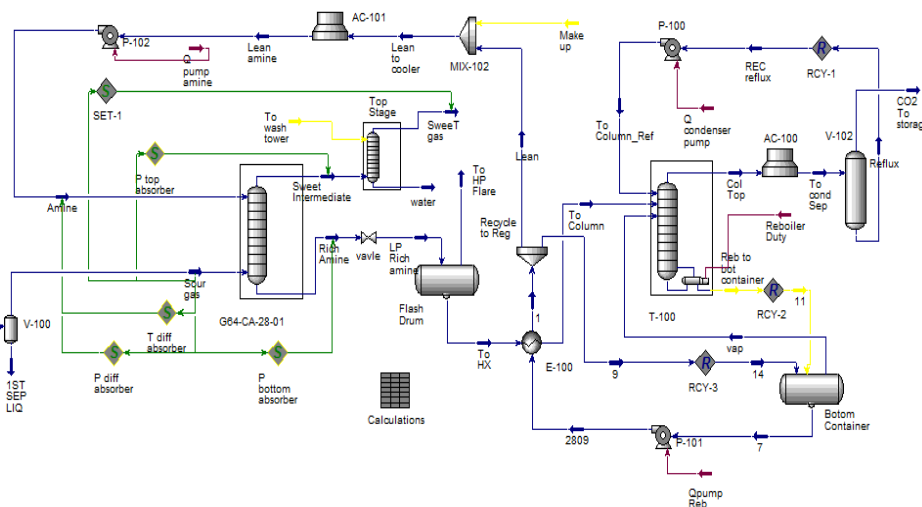 AC-101
P-102
Q
pump
amine
Lean
amine
Lean
to
cooler
MIX-102
Make
up
P-100
REC
reflux
RCY-1
CO2
To
storag
SET-1
To
wash
tower
Top
Stage
SweeT
gas
To
Column_Ref
Q
condenser
pump
AC-100
V-102
Reflux
P top
absorber
Sweet
Intermediate
water
To
HP
Flare
Lean
Col
Top
To
cond
Sep
Amine
Rich
Amine
vavle
LP
Rich
amine
Recycle
to Reg
To
Column
Reboiler
Duty
Reb to
bot
container
Sour
gas
V-100
G64-CA-28-01
Flash
Drum
1
T-100
RCY-2
11
T diff
absorber
P diff
absorber
P
bottom
absorber
To
HX
E-100
vap
9
RCY-3
14
1ST
SEP
LIQ
Calculations
Botom
Container
2809
P-101
7
Qpump
Reb